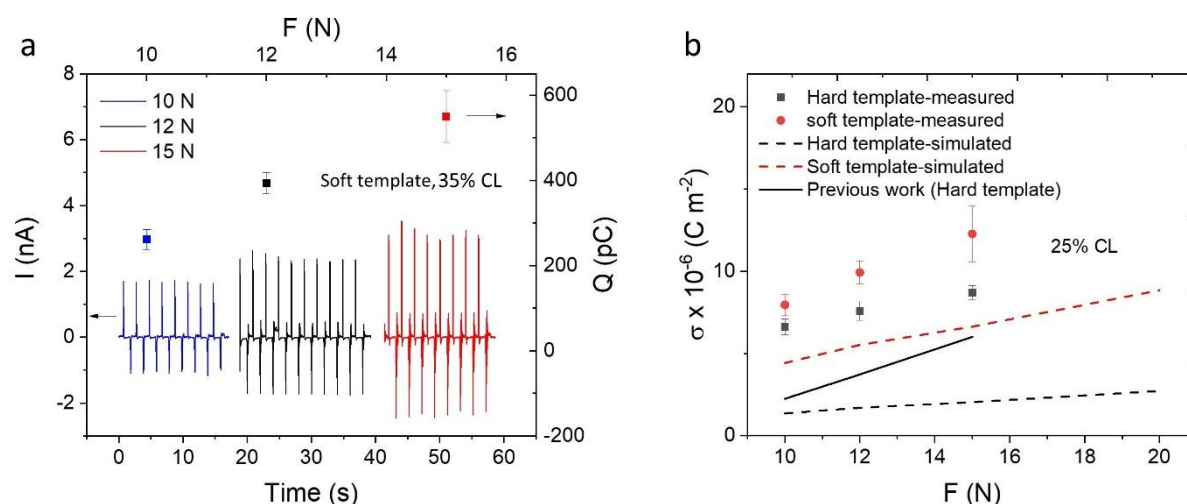 a
F (N)
10 12 14 16
8
6
4
2
0
-2
I (nA)
10 N
12 N
15 N
Soft template, 35% CL
600
400
200
0
-200
Q (pC)
0 10 20 30 40 50 60
Time (s)
b
20
10
0
σ x 10⁻⁶ (C m⁻²)
Hard template-measured
soft template-measured
Hard template-simulated
Soft template-simulated
Previous work (Hard template)
25% CL
10 12 14 16 18 20
F (N)